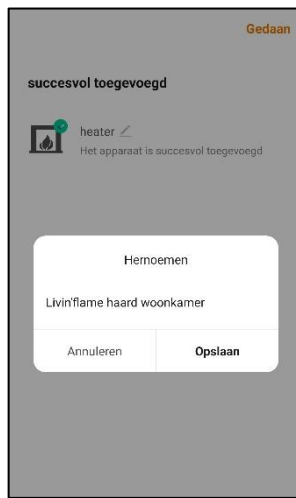 Gedaan
succesvol toegevoegd
heater
Het apparaat is succesvol toegevoegd
Hernoemen
Livin'flame haard woonkamer
Annuleren
Opslaan